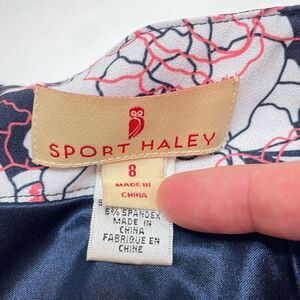 SPORT HALEY
8
MADE IN
CHINA
5% SPANDEX
MADE IN
CHINA
FABRIQUE EN
CHINE